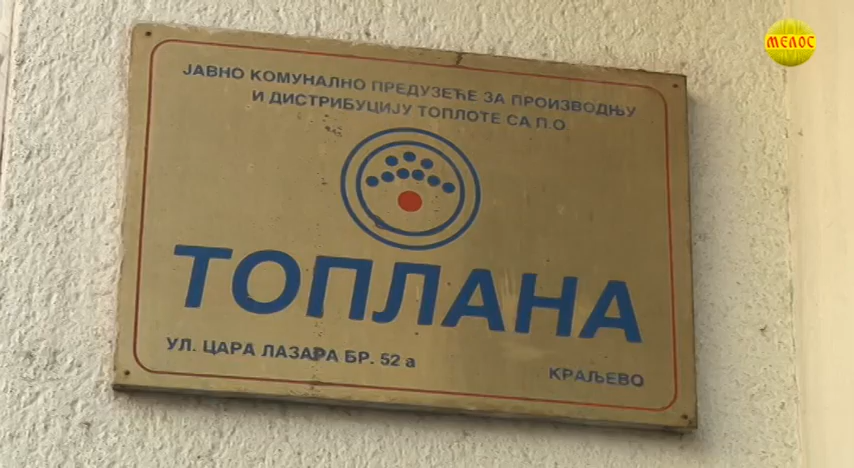 МЕЛОС
ЈАВНО КОМУНАЛНО ПРЕДУЗЕЋЕ ЗА ПРОИЗВОДЊУ
И ДИСТРИБУЦИЈУ ТОПЛОТЕ СА П.О.
ТОПЛАНА
УЛ. ЦАРА ЛАЗАРА БР. 52 а
КРАЉЕВО